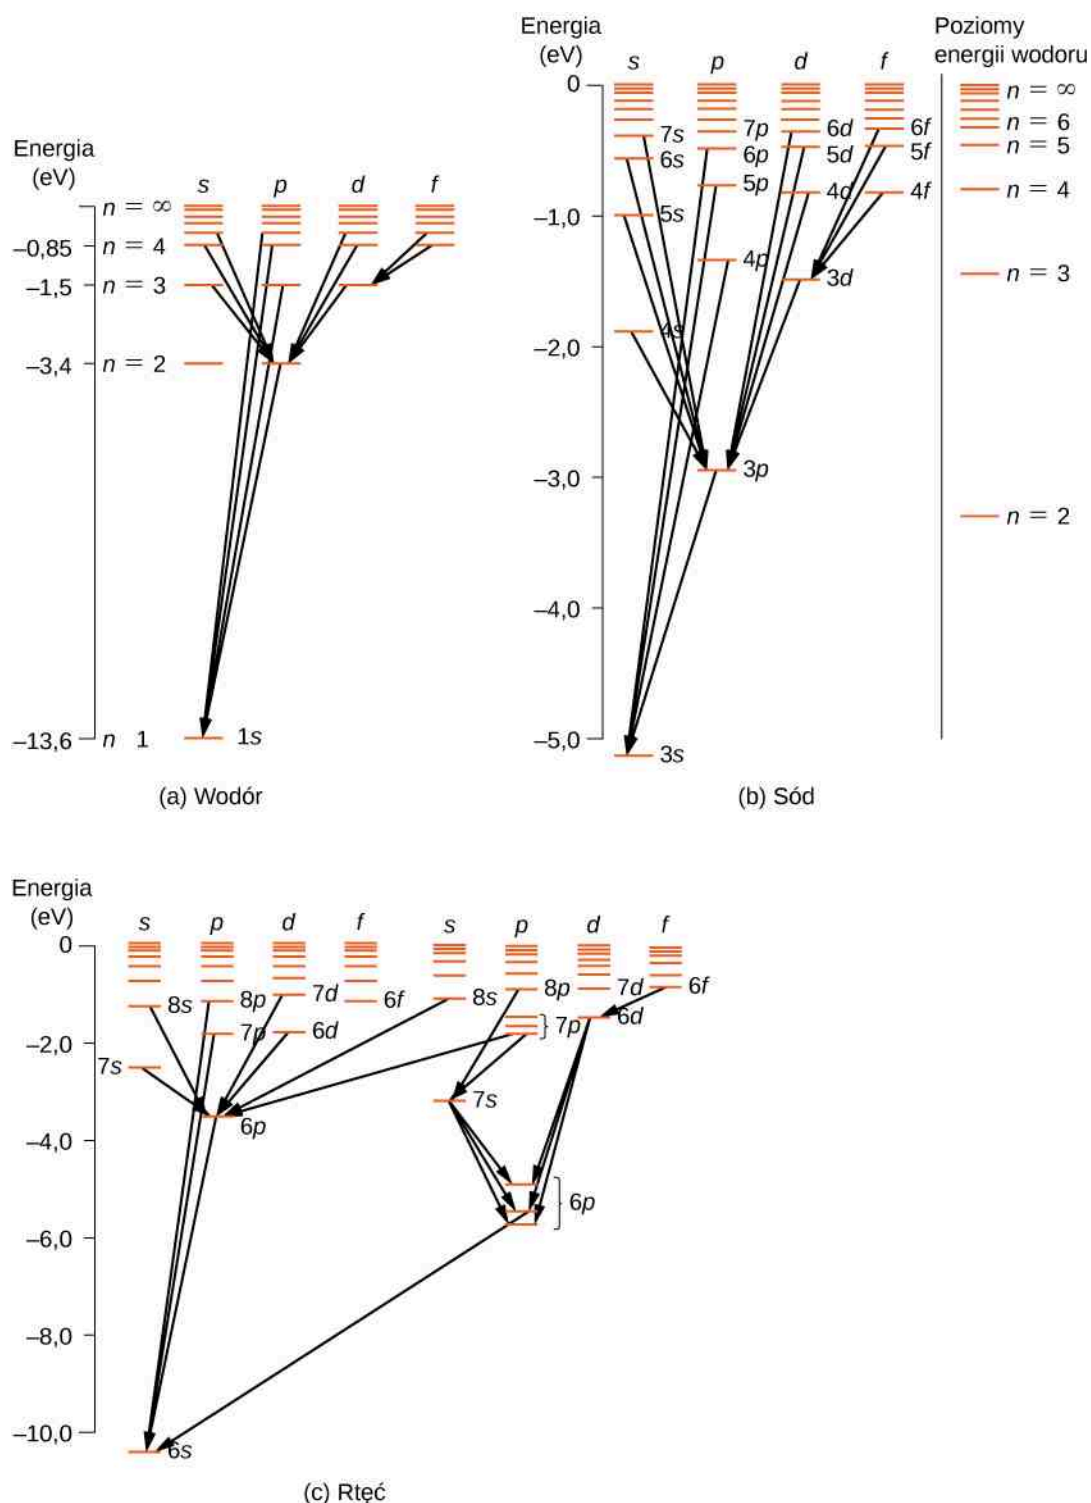 Energia
(eV)
s p d f
n = ∞
–0,85 n = 4
–1,5 n = 3
–3,4 n = 2
–13,6 n 1 1s
(a) Wodór
Energia
(eV)
s p d f
Poziomy
energii wodoru
0
7s 7p 6d 6f
6s 6p 5d 5f
5p 4d 4f
–1,0
5s
4p
3d
4s
–2,0
–3,0
3p
–4,0
–5,0
3s
n = ∞
n = 6
n = 5
n = 4
n = 3
n = 2
(b) Sód
Energia
(eV)
s p d f s p d f
0
8s 8p 7d 6f 8s 8p 7d 6f
7p 6d 7p 6d
–2,0
7s 7s
6p
–4,0
6p
–6,0
–8,0
–10,0
6s
(c) Rtęć